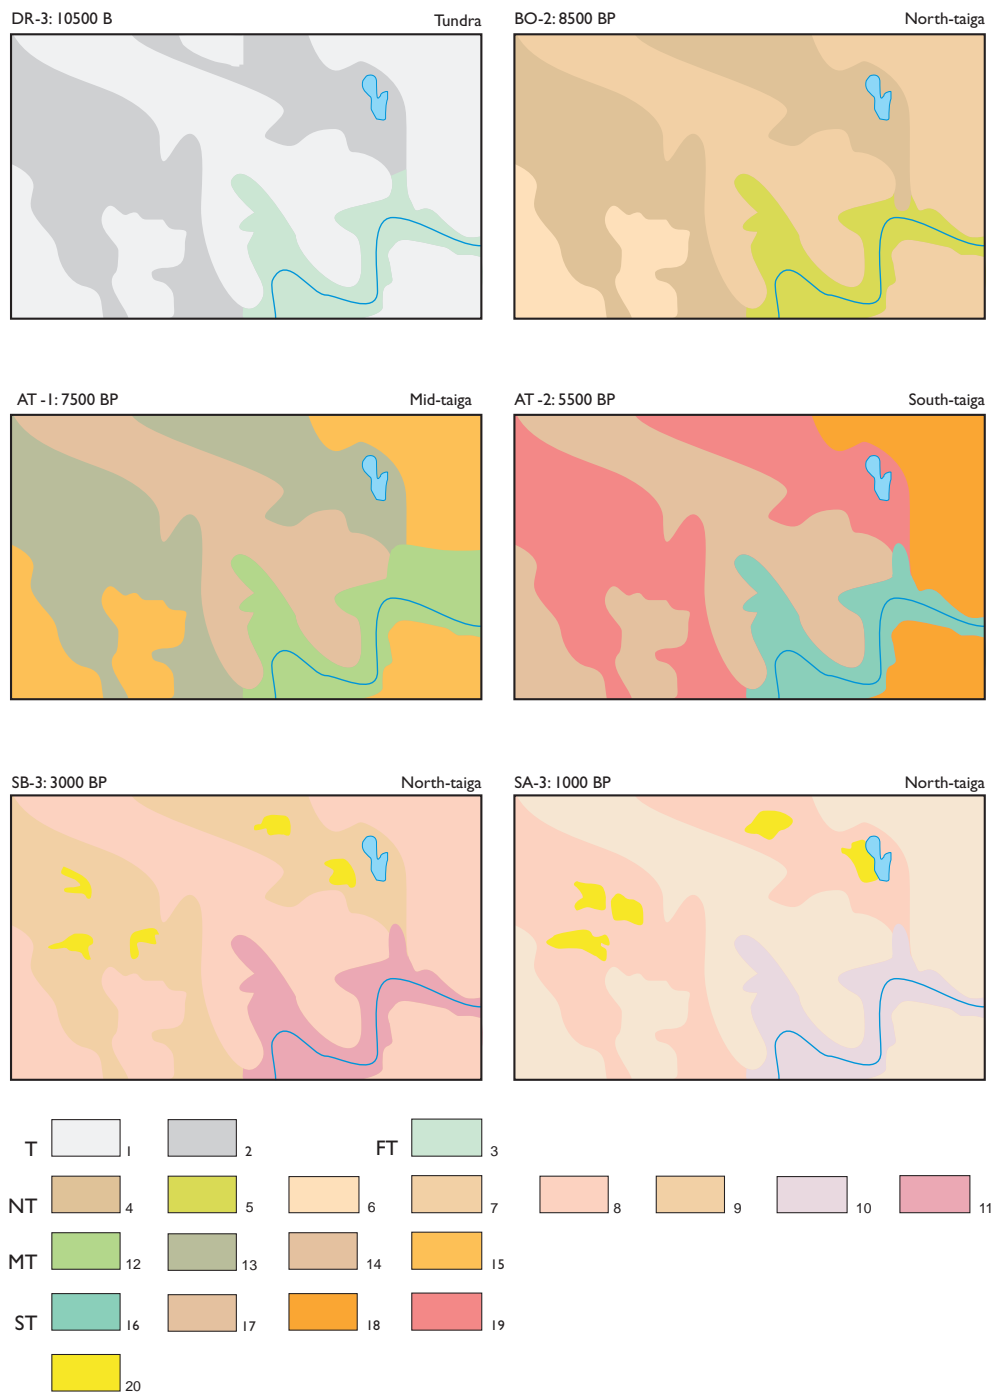 DR-3: 10500 B Tundra
BO-2: 8500 BP North-taiga
AT -1: 7500 BP Mid-taiga
AT -2: 5500 BP South-taiga
SB-3: 3000 BP North-taiga
SA-3: 1000 BP North-taiga
T 1 2 FT 3
NT 4 5 6 7 8 9 10 11
MT 12 13 14 15
ST 16 17 18 19
20